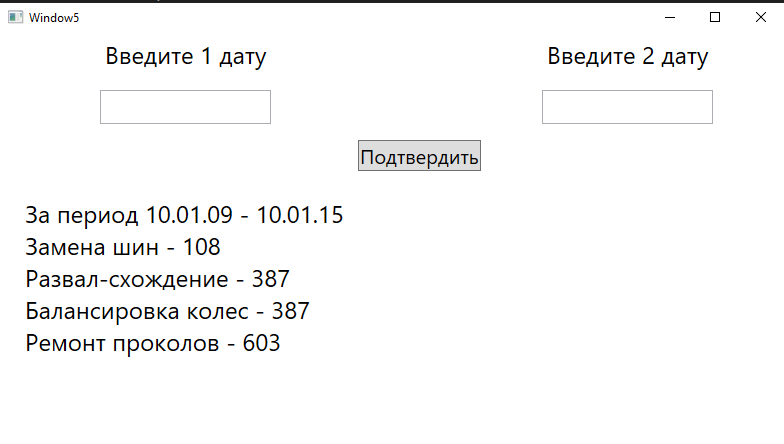 Window5
Введите 1 дату
Введите 2 дату
Подтвердить
За период 10.01.09 - 10.01.15
Замена шин - 108
Развал-схождение - 387
Балансировка колес - 387
Ремонт проколов - 603